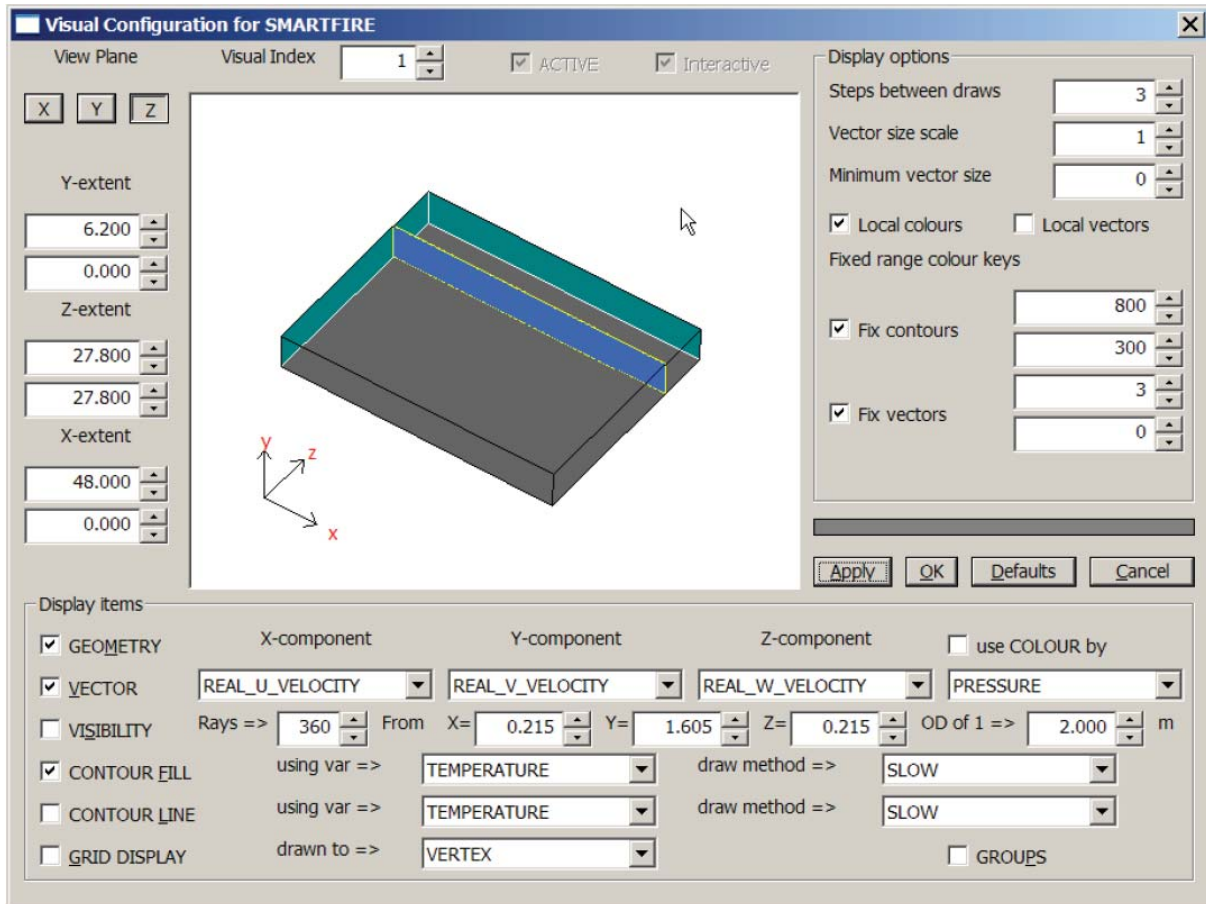 Visual Configuration for SMARTFIRE
View Plane
Visual Index
1
ACTIVE
Interactive
X
Y
Z
Y-extent
6.200
0.000
Z-extent
27.800
27.800
X-extent
48.000
0.000
y
z
x
Display options
Steps between draws
3
Vector size scale
1
Minimum vector size
0
Local colours
Local vectors
Fixed range colour keys
Fix contours
800
300
Fix vectors
3
0
Apply
OK
Defaults
Cancel
Display items
GEOMETRY
X-component
Y-component
Z-component
use COLOUR by
VECTOR
REAL_U_VELOCITY
REAL_V_VELOCITY
REAL_W_VELOCITY
PRESSURE
VISIBILITY
Rays => 360 From X= 0.215 Y= 1.605 Z= 0.215 OD of 1 => 2.000 m
CONTOUR FILL
using var => TEMPERATURE
draw method => SLOW
CONTOUR LINE
using var => TEMPERATURE
draw method => SLOW
GRID DISPLAY
drawn to => VERTEX
GROUPS